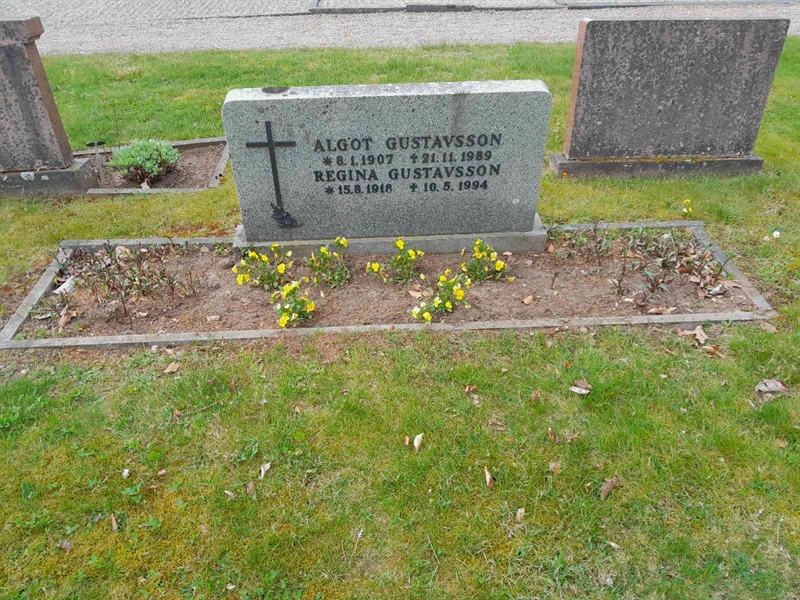 ALGOT GUSTAVSSON
* 8.1.1907 ✝ 21.11.1989
REGINA GUSTAVSSON
* 15.8.1918 ✝ 10.5.1994